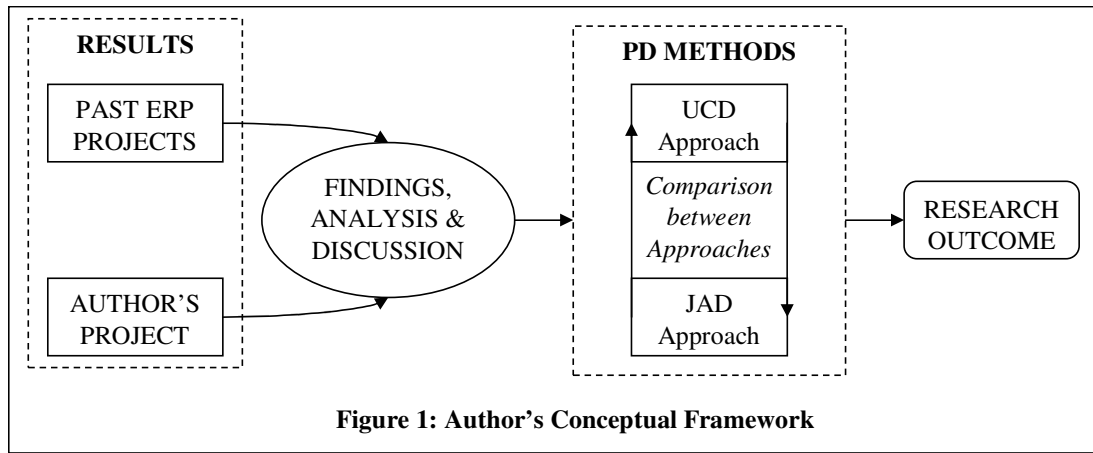 RESULTS
PAST ERP
PROJECTS
AUTHOR'S
PROJECT
FINDINGS,
ANALYSIS &
DISCUSSION
PD METHODS
UCD
Approach
Comparison
between
Approaches
JAD
Approach
RESEARCH
OUTCOME
Figure 1: Author's Conceptual Framework